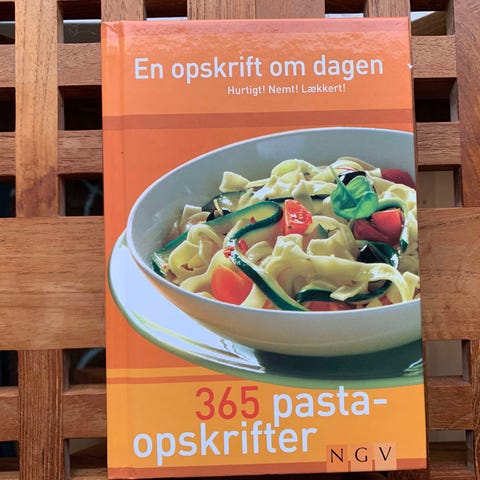 En opskrift om dagen
Hurtigt! Nemt! Lækkert!
365 pasta-
opskrifter
NGV